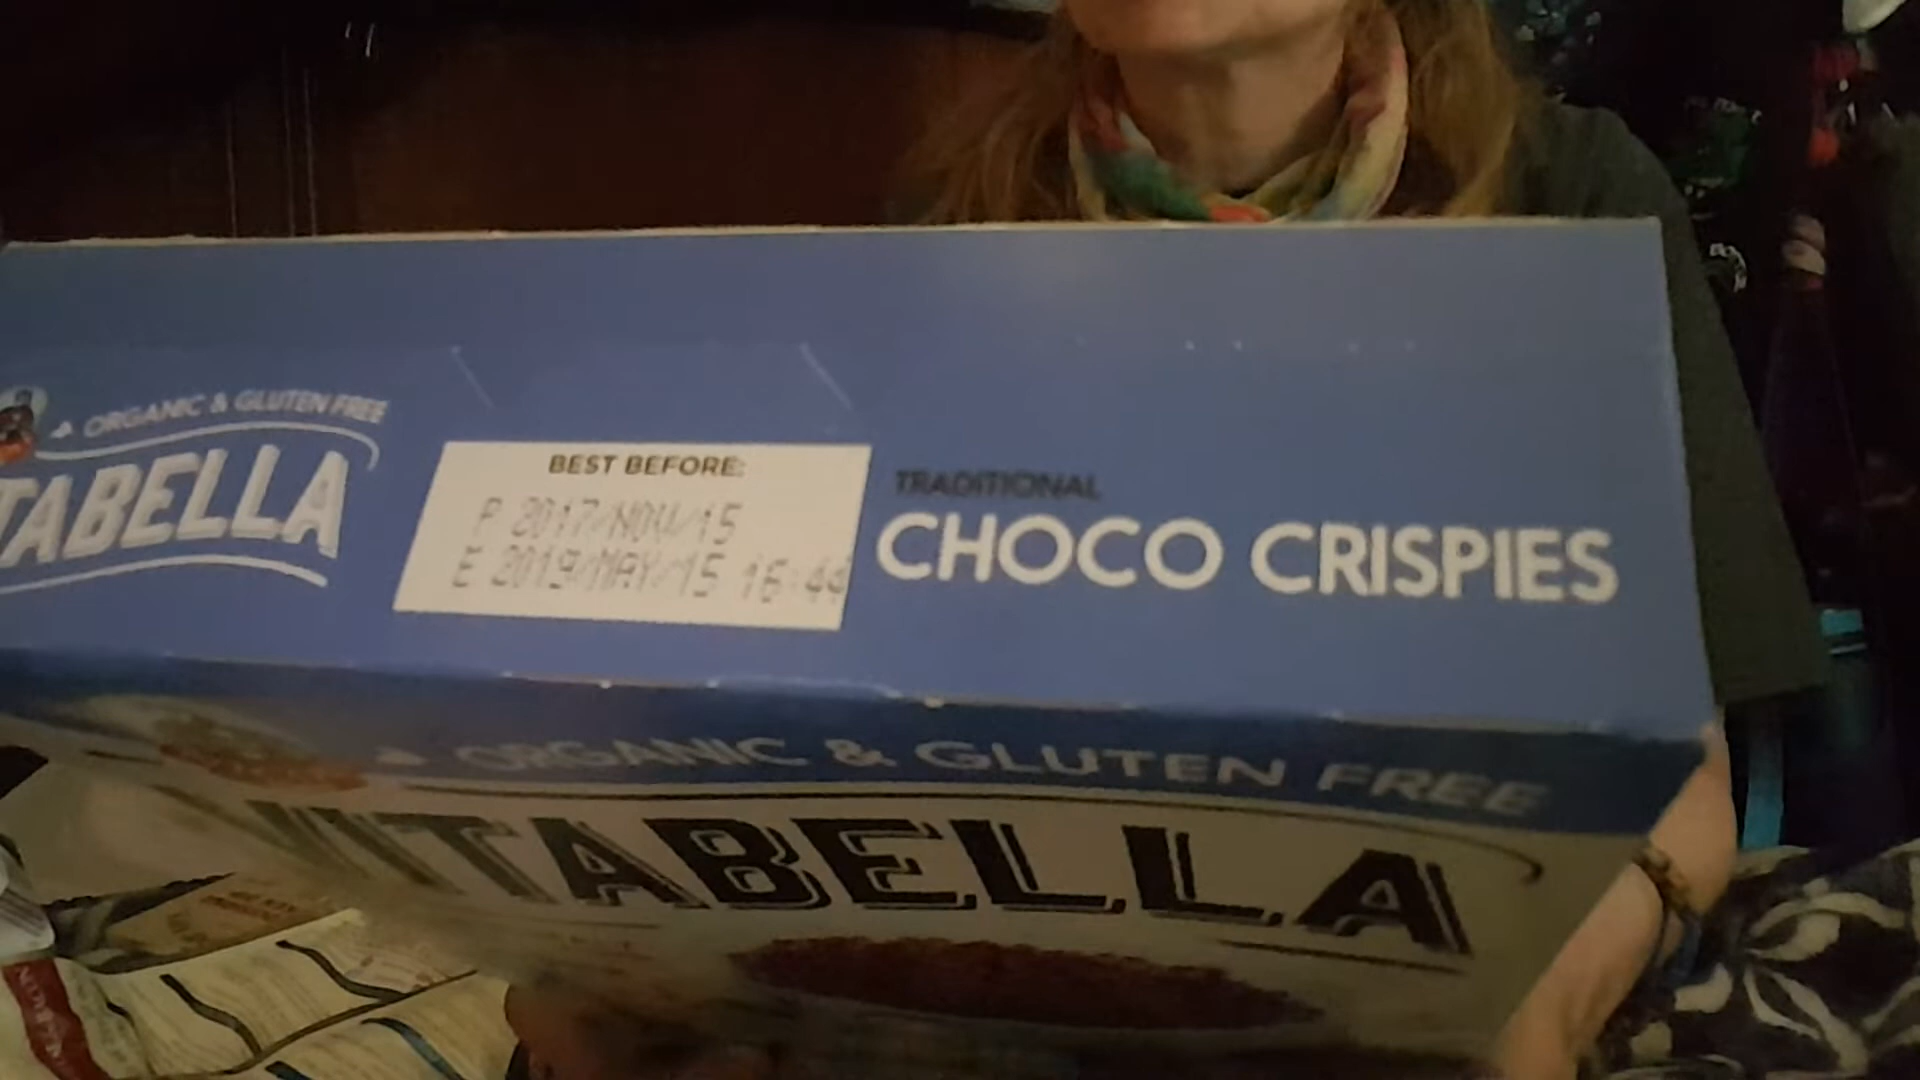 ORGANIC & GLUTEN FREE
TABELLA
BEST BEFORE:
P 2017/NOV/15
E 2019/MAY/15 16:44
TRADITIONAL
CHOCO CRISPIES
ORGANIC & GLUTEN FREE
VITABELLA